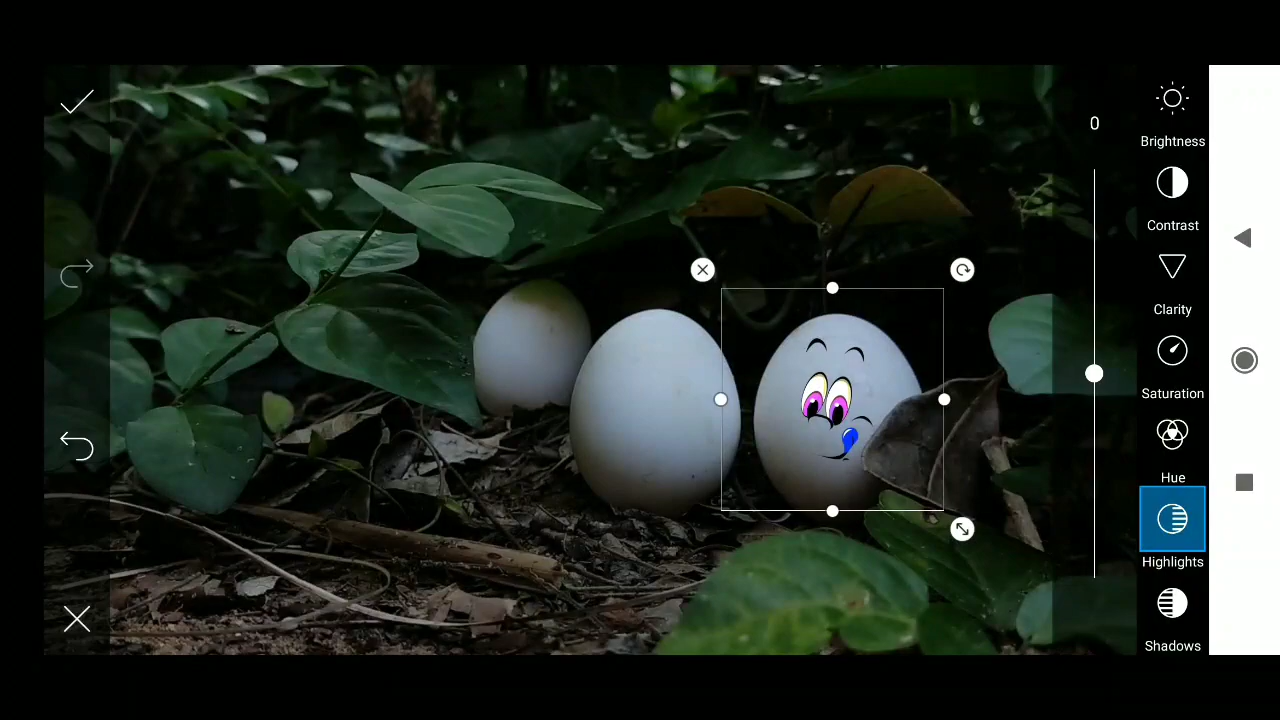 0
Brightness
Contrast
Clarity
Saturation
Hue
Highlights
Shadows